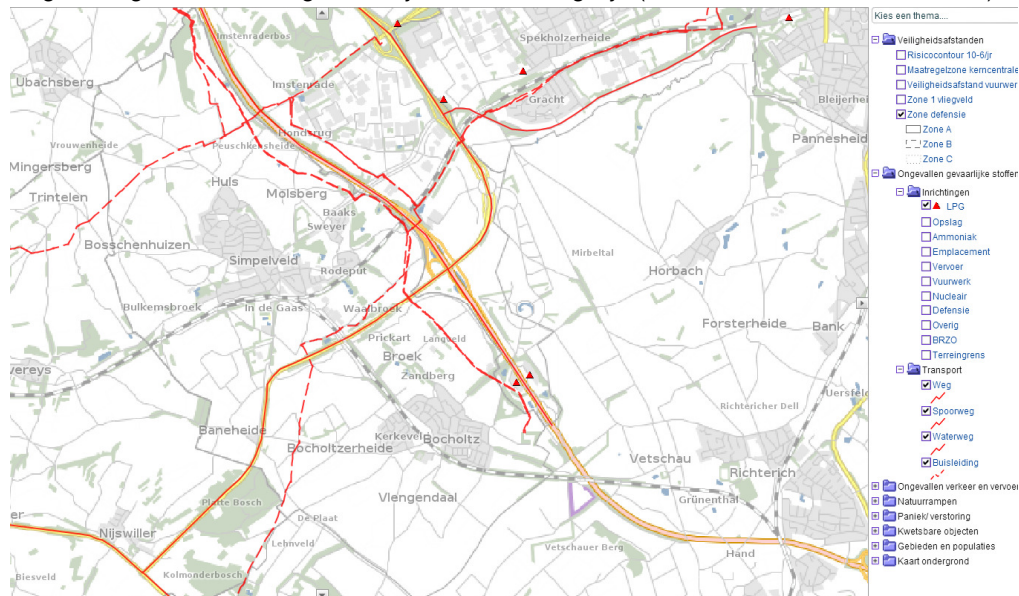 Imstenraderbos
Spekholzerheide
Ubachsberg
Imstenrade
Gracht
Bleijerheide
Hondsrug
Vrouwenheide
Peuschkensheide
Pannesheide
Mingersberg
Huls
Trintelen
Molsberg
Baaks
Sweyer
Bosschenhuizen
Mirbeltal
Simpelveld
Rodeput
Horbach
Bulkemsbroek
In de Gaas
Waalbroek
Forsterheide
Bank
Prickart
Langveld
Broek
Zandberg
Richtericher Dell
Baneheide
Kerkeveld
Bocholtz
Bocholtzerheide
Vetschau
Richterich
Platte Bosch
Vlengendaal
Grünenthal
De Plaat
Nijswiller
Lehmveld
Vetschauer Berg
Hand
Biesveld
Kolmonderbosch
Kies een thema....
Veiligheidsafstanden
Risicocontour 10-6/jr
Maatregelzone kerncentrale
Veiligheidsafstand vuurwer
Zone 1 vliegveld
Zone defensie
Zone A
Zone B
Zone C
Ongevallen gevaarlijke stoffen
Inrichtingen
LPG
Opslag
Ammoniak
Emplacement
Vervoer
Vuurwerk
Nucleair
Defensie
Overig
BRZO
Terreingrens
Transport
Weg
Spoorweg
Waterweg
Buisleiding
Ongevallen verkeer en vervoer
Natuurrampen
Paniek/ verstoring
Kwetsbare objecten
Gebieden en populaties
Kaart ondergrond